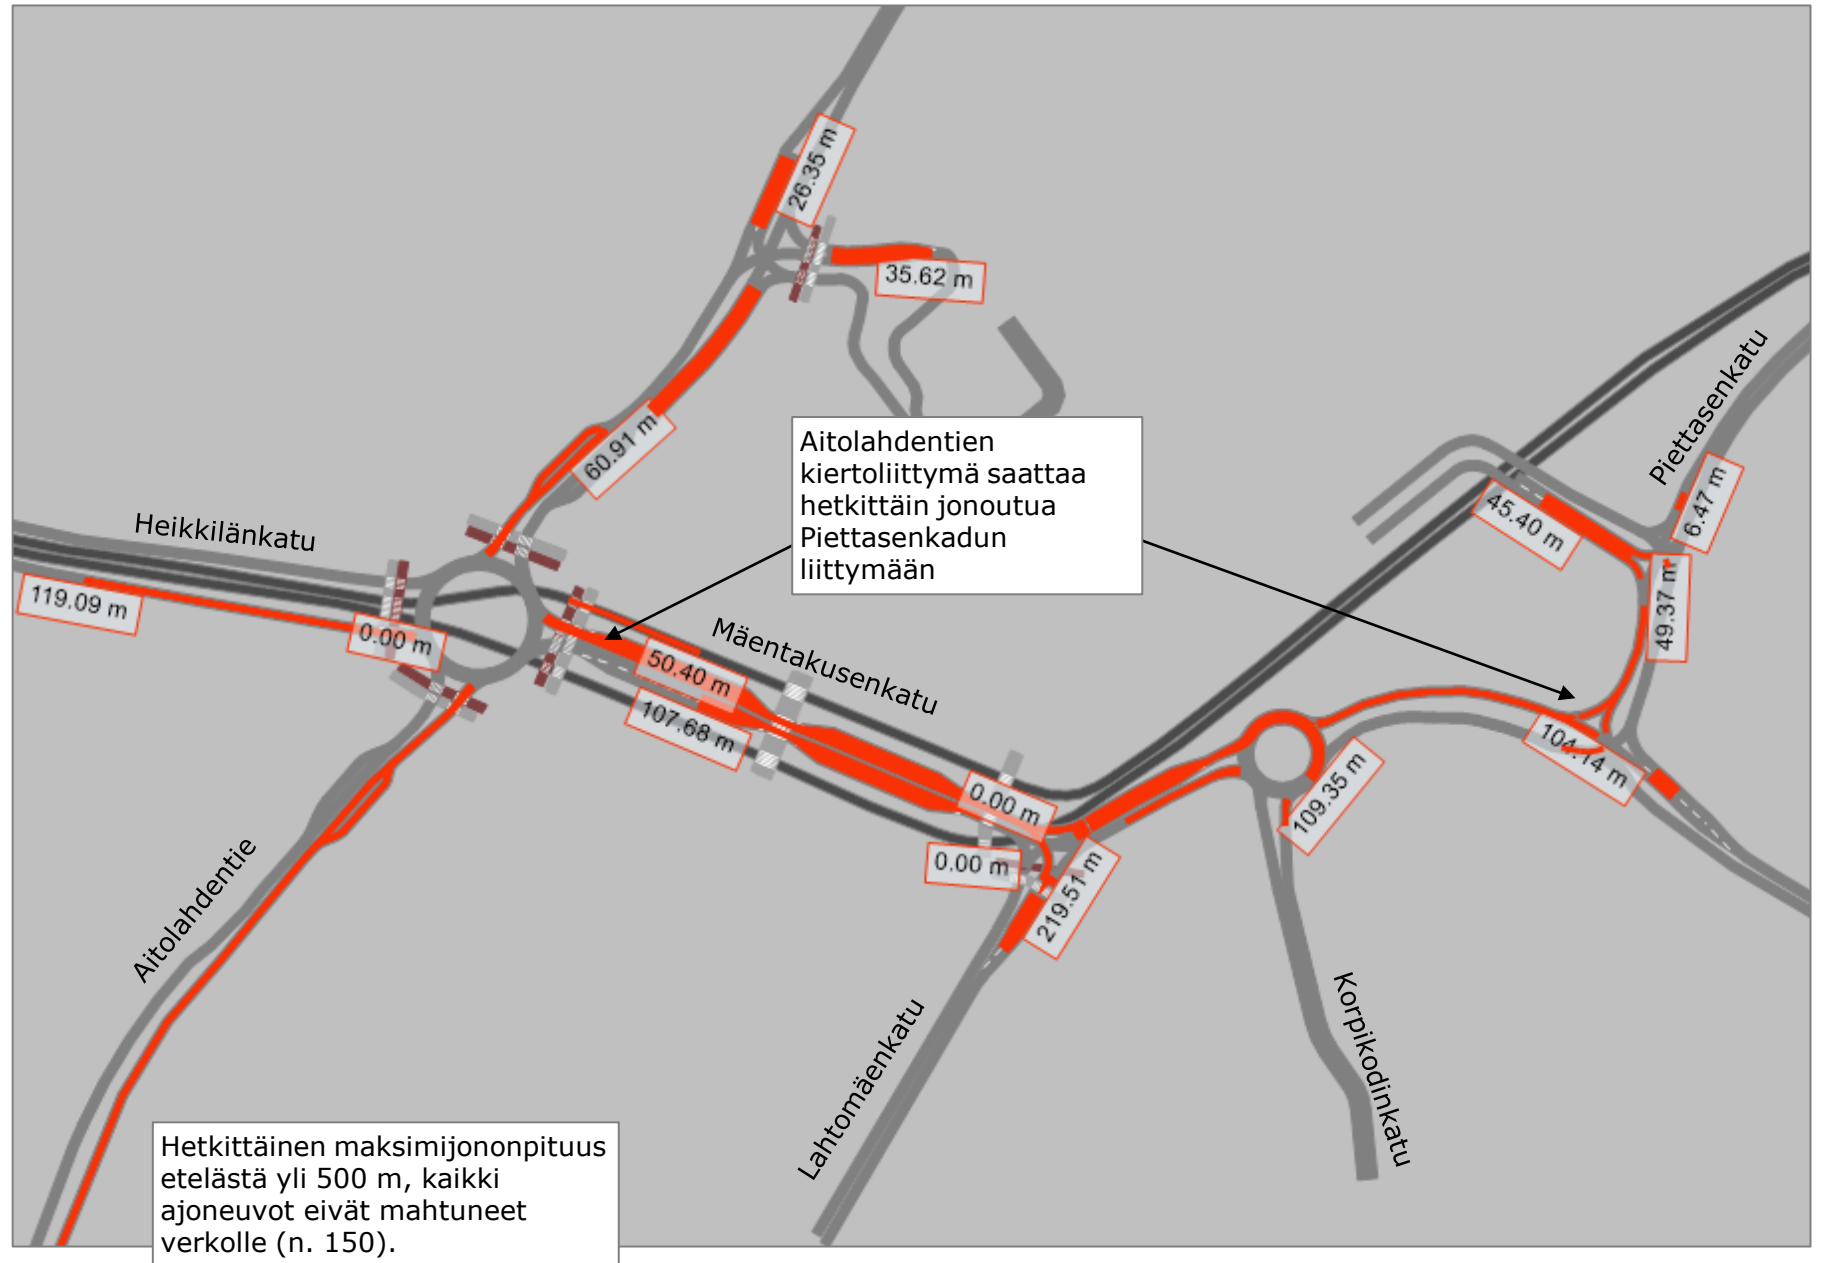 26.35 m
35.62 m
60.91 m
Aitolahdentien
kiertoliittymä saattaa
hetkittäin jonoutua
Piettasenkadun
liittymään
Piettasenkatu
45.40 m
6.47 m
49.37 m
Heikkilänkatu
119.09 m
0.00 m
50.40 m
Mäentakusenkatu
107.68 m
104.14 m
0.00 m
109.35 m
0.00 m
219.51 m
Aitolahdentie
Lahtomäenkatu
Korpikodinkatu
Hetkittäinen maksimijononpituus
etelästä yli 500 m, kaikki
ajoneuvot eivät mahtuneet
verkolle (n. 150).